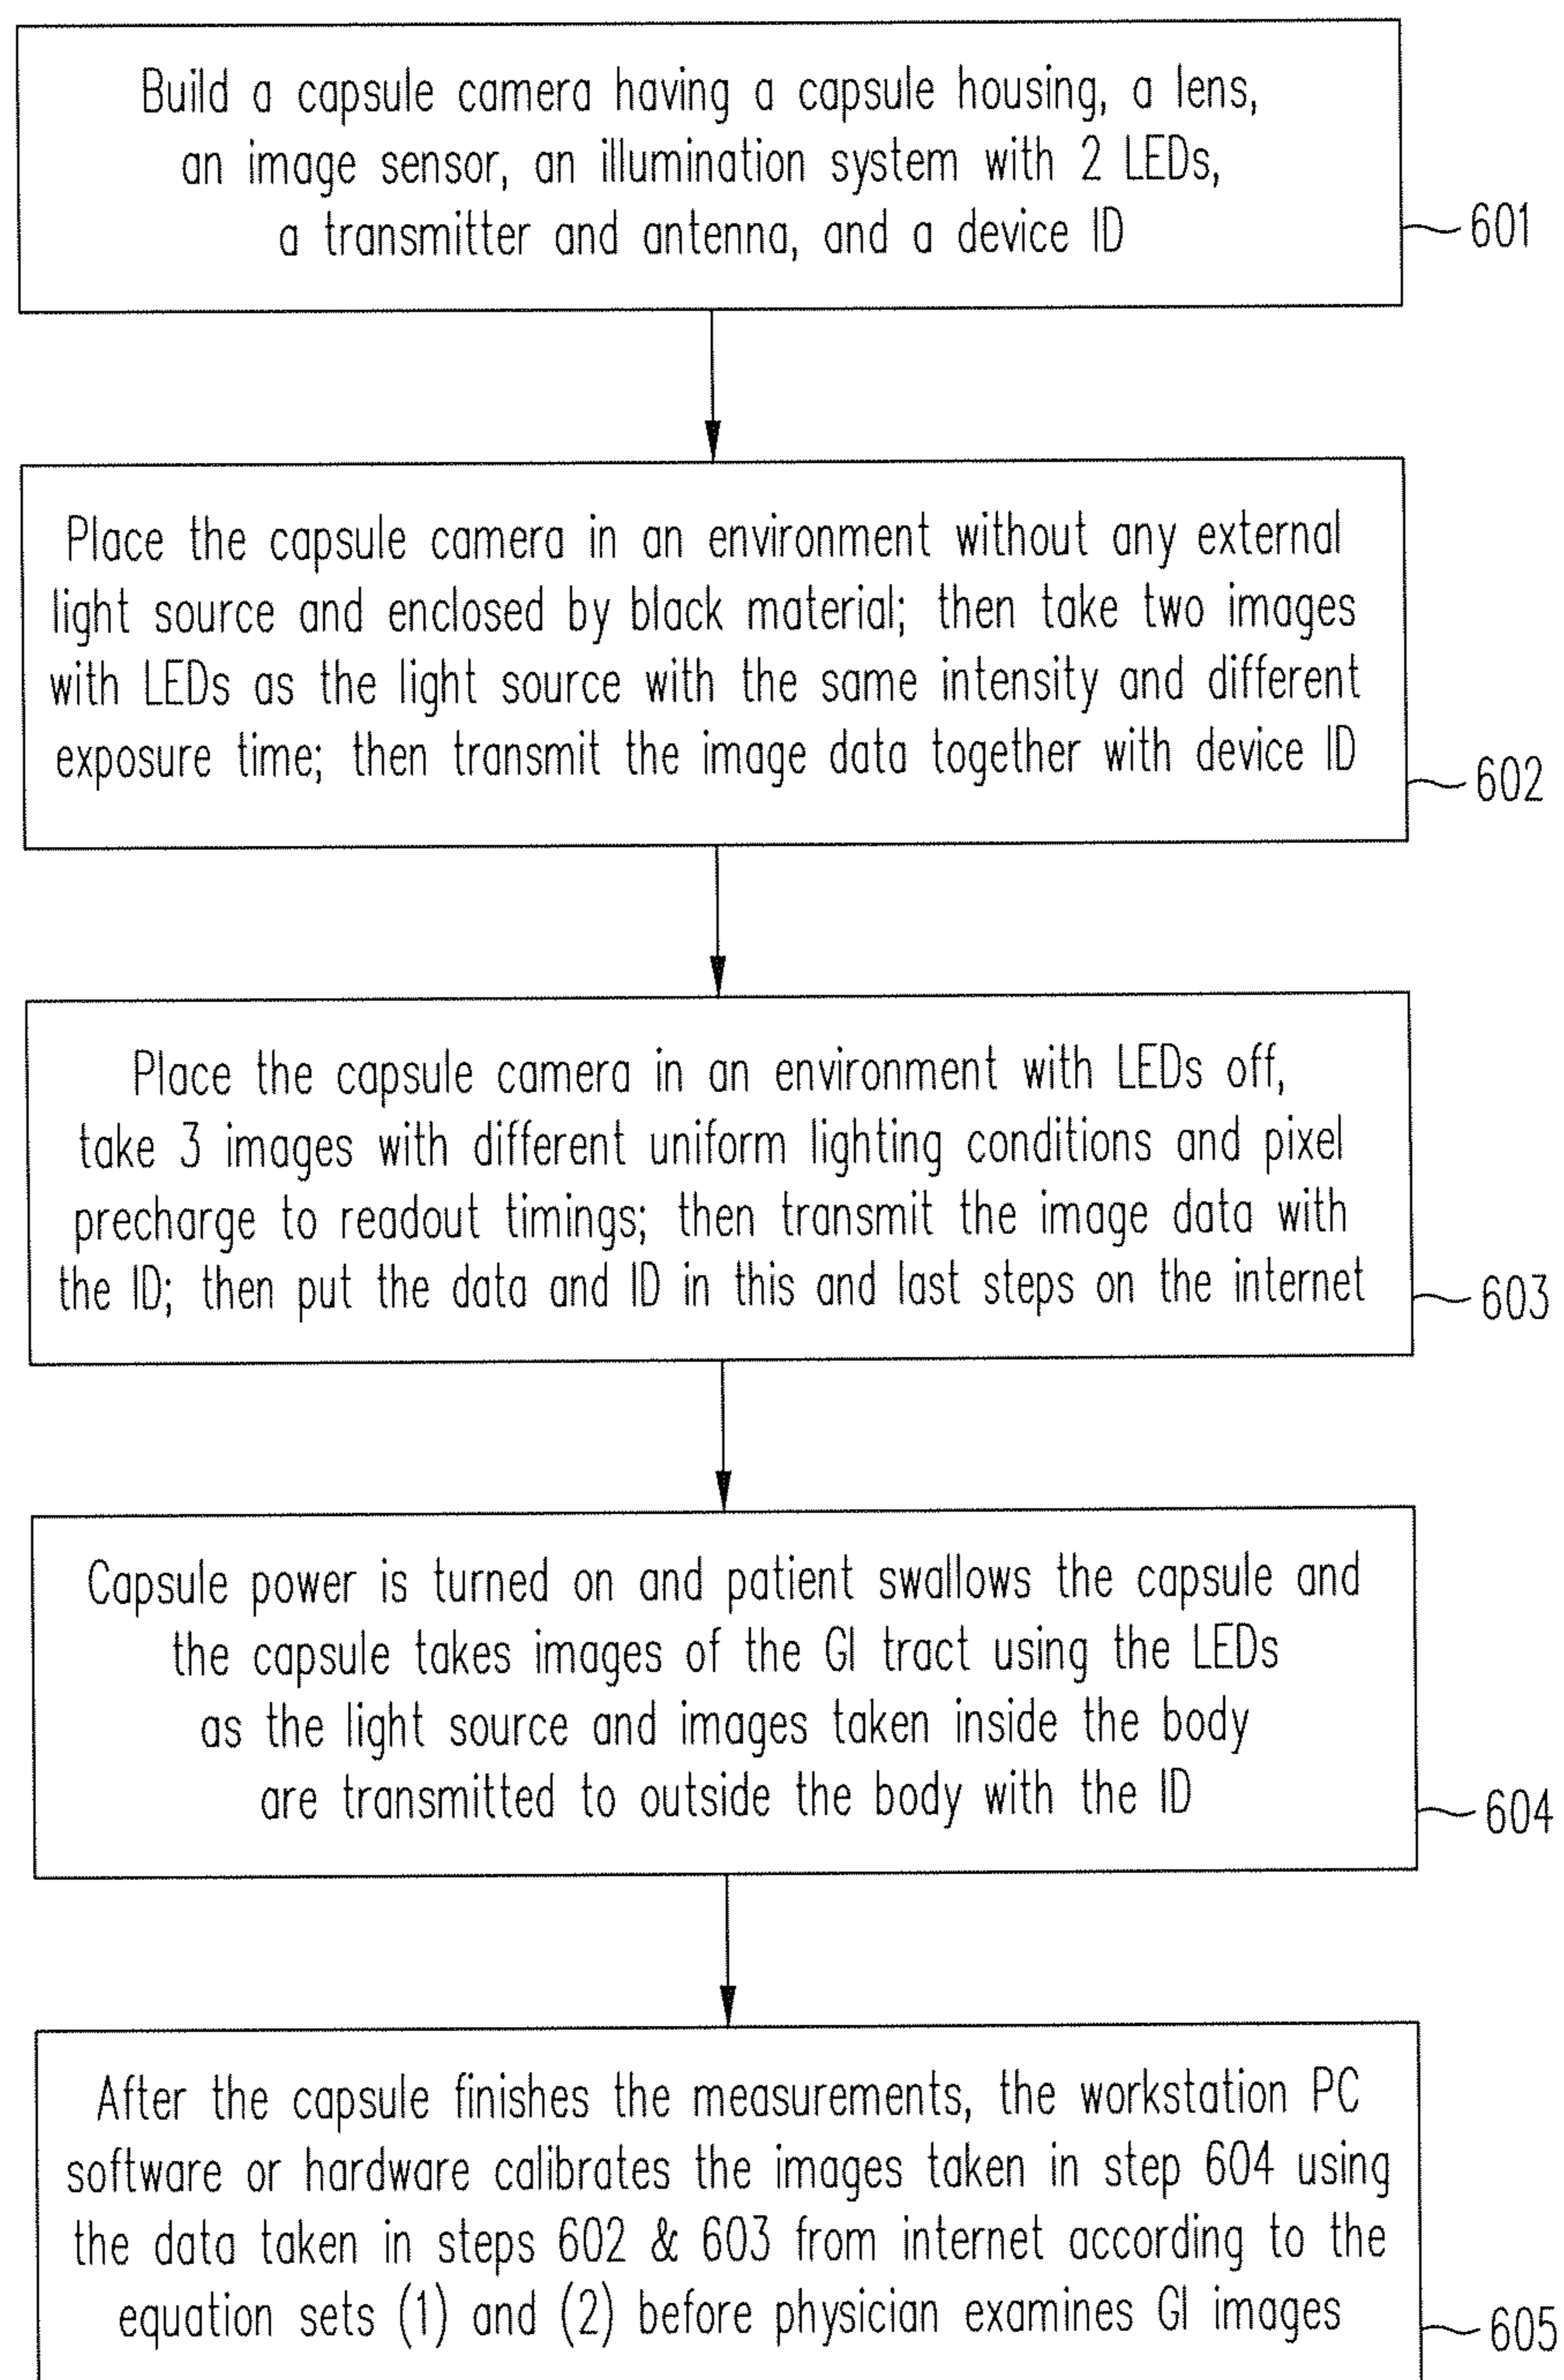 Build a capsule camera having a capsule housing, a lens,
an image sensor, an illumination system with 2 LEDs,
a transmitter and antenna, and a device ID
601
Place the capsule camera in an environment without any external
light source and enclosed by black material; then take two images
with LEDs as the light source with the same intensity and different
exposure time; then transmit the image data together with device ID
602
Place the capsule camera in an environment with LEDs off,
take 3 images with different uniform lighting conditions and pixel
precharge to readout timings; then transmit the image data with
the ID; then put the data and ID in this and last steps on the internet
603
Capsule power is turned on and patient swallows the capsule and
the capsule takes images of the GI tract using the LEDs
as the light source and images taken inside the body
are transmitted to outside the body with the ID
604
After the capsule finishes the measurements, the workstation PC
software or hardware calibrates the images taken in step 604 using
the data taken in steps 602 & 603 from internet according to the
equation sets (1) and (2) before physician examines GI images
605